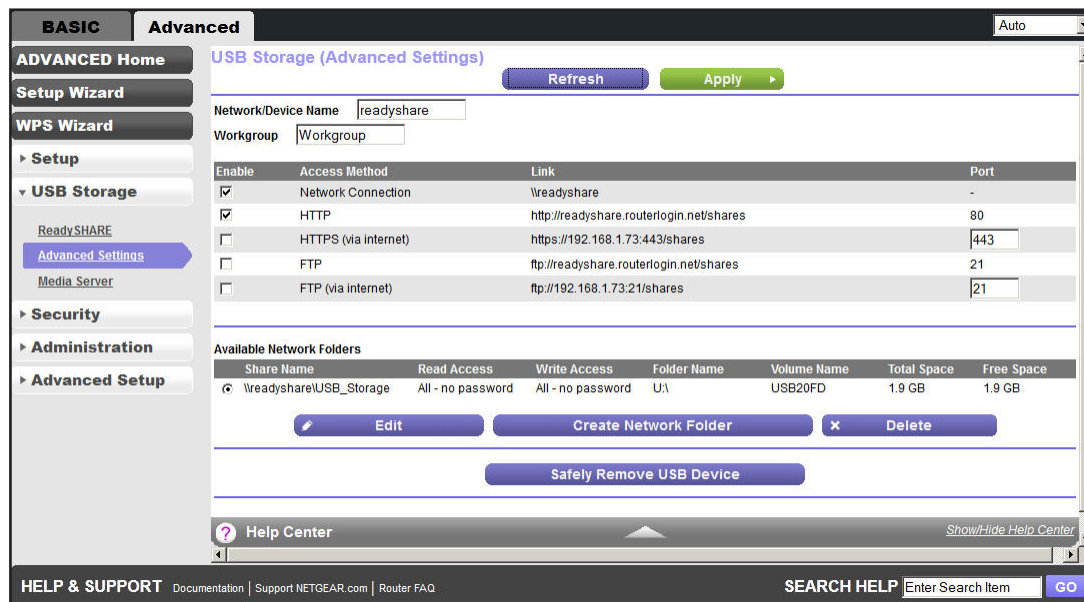 BASIC Advanced Auto
ADVANCED Home
Setup Wizard
WPS Wizard
Setup
USB Storage
ReadySHARE
Advanced Settings
Media Server
Security
Administration
Advanced Setup
USB Storage (Advanced Settings)
Refresh Apply
Network/Device Name readyshare
Workgroup Workgroup
Enable Access Method Link Port
Network Connection \\readyshare -
HTTP http://readyshare.routerlogin.net/shares 80
HTTPS (via internet) https://192.168.1.73:443/shares 443
FTP ftp://readyshare.routerlogin.net/shares 21
FTP (via internet) ftp://192.168.1.73:21/shares 21
Available Network Folders
Share Name Read Access Write Access Folder Name Volume Name Total Space Free Space
\\readyshare\USB_Storage All - no password All - no password U:\ USB20FD 1.9 GB 1.9 GB
Edit Create Network Folder Delete
Safely Remove USB Device
? Help Center Show/Hide Help Center
HELP & SUPPORT Documentation | Support NETGEAR.com | Router FAQ SEARCH HELP Enter Search Item GO